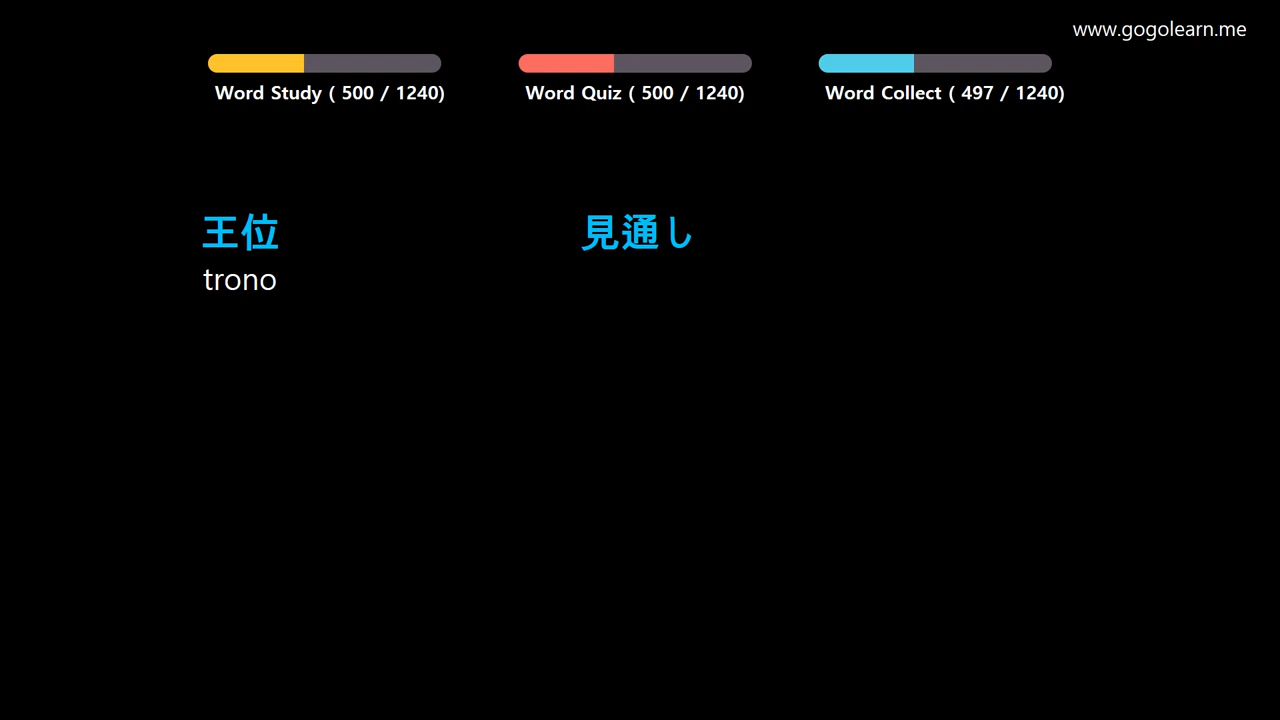 www.gogolearn.me
Word Study ( 500 / 1240)
Word Quiz ( 500 / 1240)
Word Collect ( 497 / 1240)
王位
trono
見通し